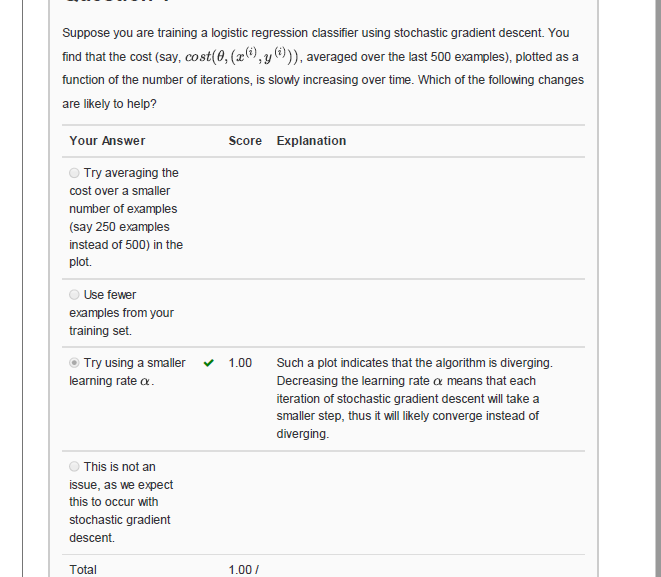 Suppose you are training a logistic regression classifier using stochastic gradient descent. You
find that the cost (say, cost(θ, (x^(i), y^(i))), averaged over the last 500 examples), plotted as a
function of the number of iterations, is slowly increasing over time. Which of the following changes
are likely to help?
Your Answer Score Explanation
Try averaging the
cost over a smaller
number of examples
(say 250 examples
instead of 500) in the
plot.
Use fewer
examples from your
training set.
Try using a smaller ✔ 1.00 Such a plot indicates that the algorithm is diverging.
learning rate α. Decreasing the learning rate α means that each
iteration of stochastic gradient descent will take a
smaller step, thus it will likely converge instead of
diverging.
This is not an
issue, as we expect
this to occur with
stochastic gradient
descent.
Total 1.00 /